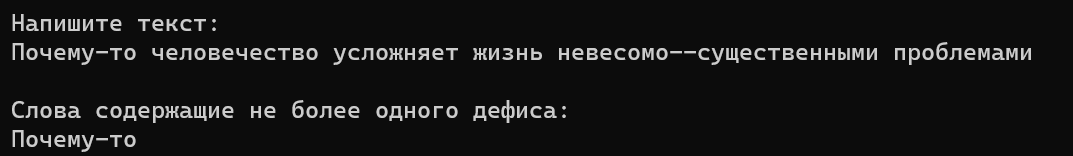 Напишите текст:
Почему-то человечество усложняет жизнь невесомо--существенными проблемами
Слова содержащие не более одного дефиса:
Почему-то